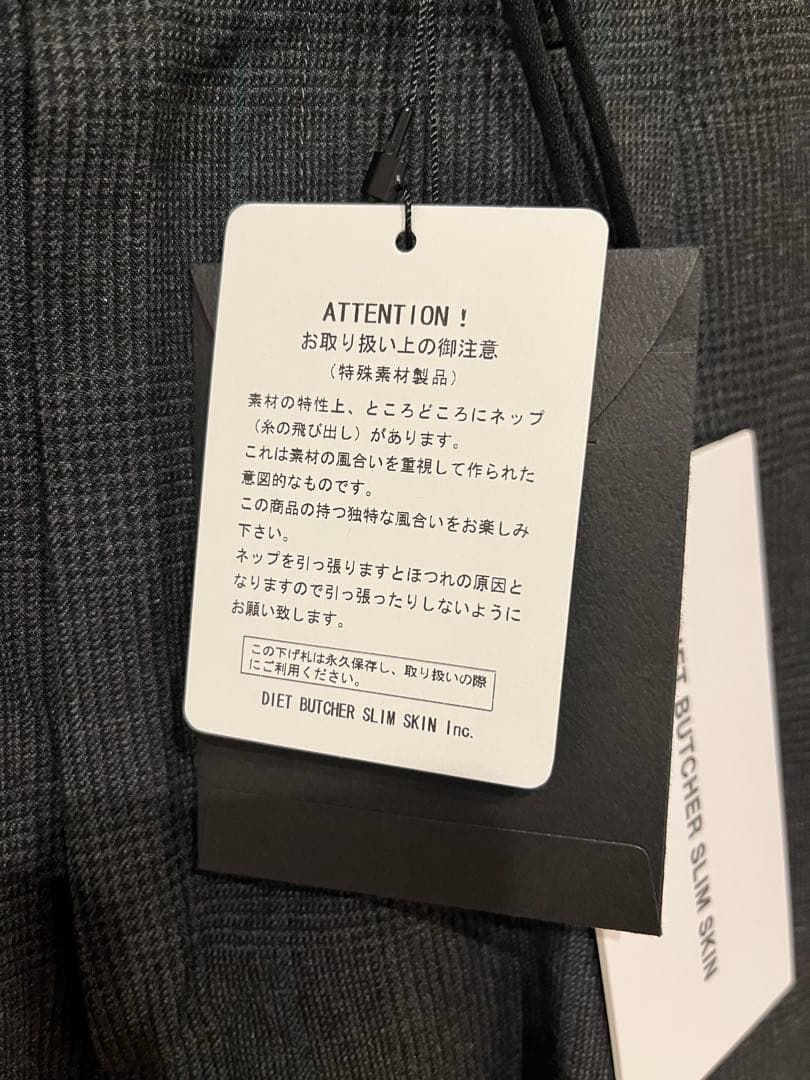 ATTENTION!
お取り扱い上の御注意
(特殊素材製品)
素材の特性上、ところどころにネップ
(糸の飛び出し)があります。
これは素材の風合いを重視して作られた
意図的なものです。
この商品の持つ独特な風合いをお楽しみ
下さい。
ネップを引っ張りますとほつれの原因と
なりますので引っ張ったりしないように
お願い致します。
この下げ札は永久保存し、取り扱いの際
にご利用ください。
DIET BUTCHER SLIM SKIN Inc.
BUTCHER SLIM SKIN